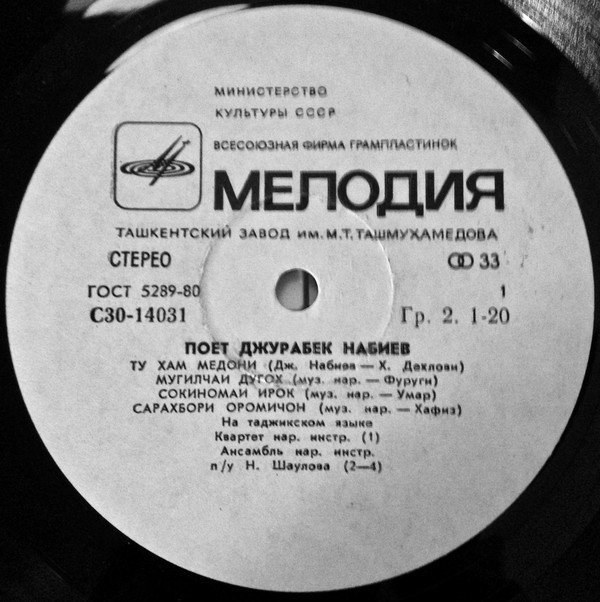 МИНИСТЕРСТВО
КУЛЬТУРЫ СССР
ВСЕСОЮЗНАЯ ФИРМА ГРАМПЛАСТИНОК
МЕЛОДИЯ
ТАШКЕНТСКИЙ ЗАВОД ИМ. М.Т. ТАШМУХАМЕДОВА
СТЕРЕО 33
ГОСТ 5289-80 1
С30-14031 Гр. 2. 1-20
ПОЕТ ДЖУРАБЕК НАБИЕВ
ТУ ХАМ МЕДОНИ (Дж. Набиев — Х. Дехлови)
МУГИЛЧАИ ДУГОХ (муз. нар. — Фуруги)
СОКИНОМАИ ИРОК (муз. нар. — Умар)
САРАХБОРИ ОРОМИЧОН (муз. нар. — Хафиз)
На таджикском языке
Квартет нар. инстр. (1)
Ансамбль нар. инстр.
п/у Н. Шаулова (2—4)